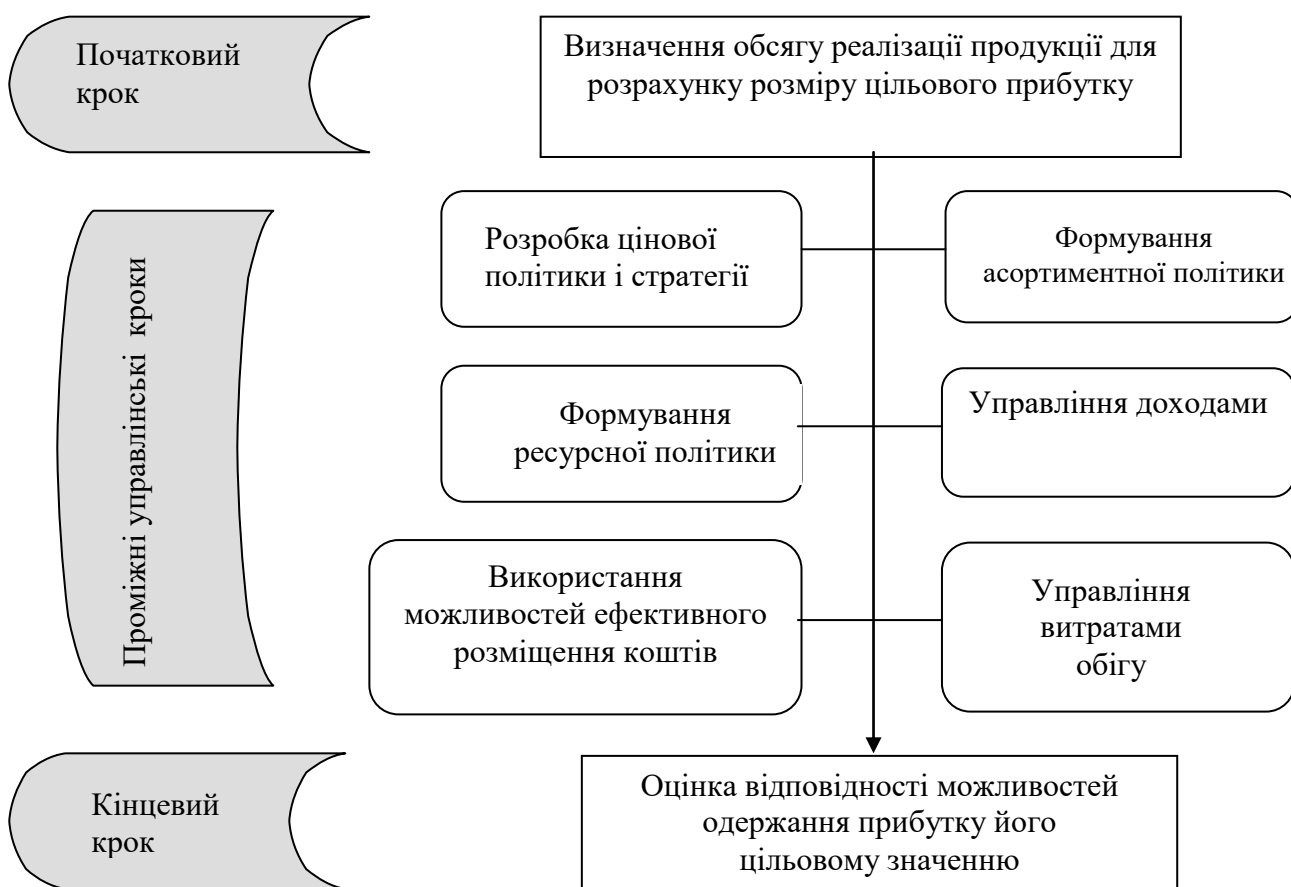 Початковий
крок
Визначення обсягу реалізації продукції для
розрахунку розміру цільового прибутку
Проміжні управлінські кроки
Розробка цінової
політики і стратегії
Формування
асортиментної політики
Формування
ресурсної політики
Управління доходами
Використання
можливостей ефективного
розміщення коштів
Управління
витратами
обігу
Кінцевий
крок
Оцінка відповідності можливостей
одержання прибутку його
цільовому значенню